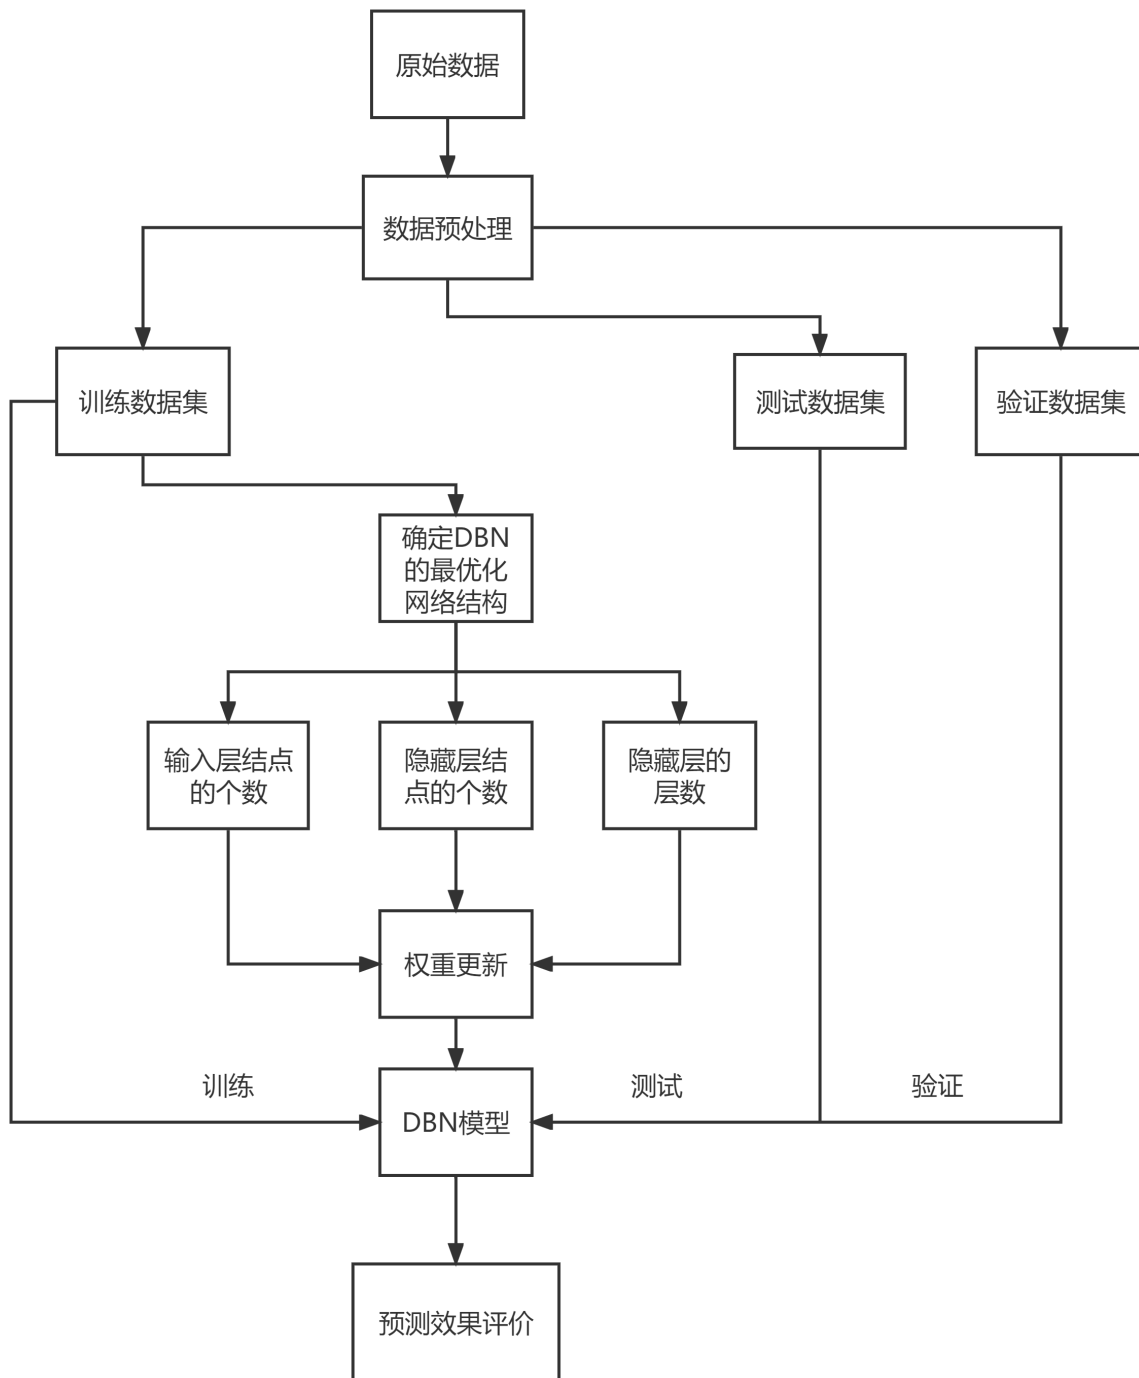 原始数据
数据预处理
训练数据集
测试数据集
验证数据集
确定DBN
的最优化
网络结构
输入层结点
的个数
隐藏层结
点的个数
隐藏层的
层数
权重更新
训练
测试
验证
DBN模型
预测效果评价